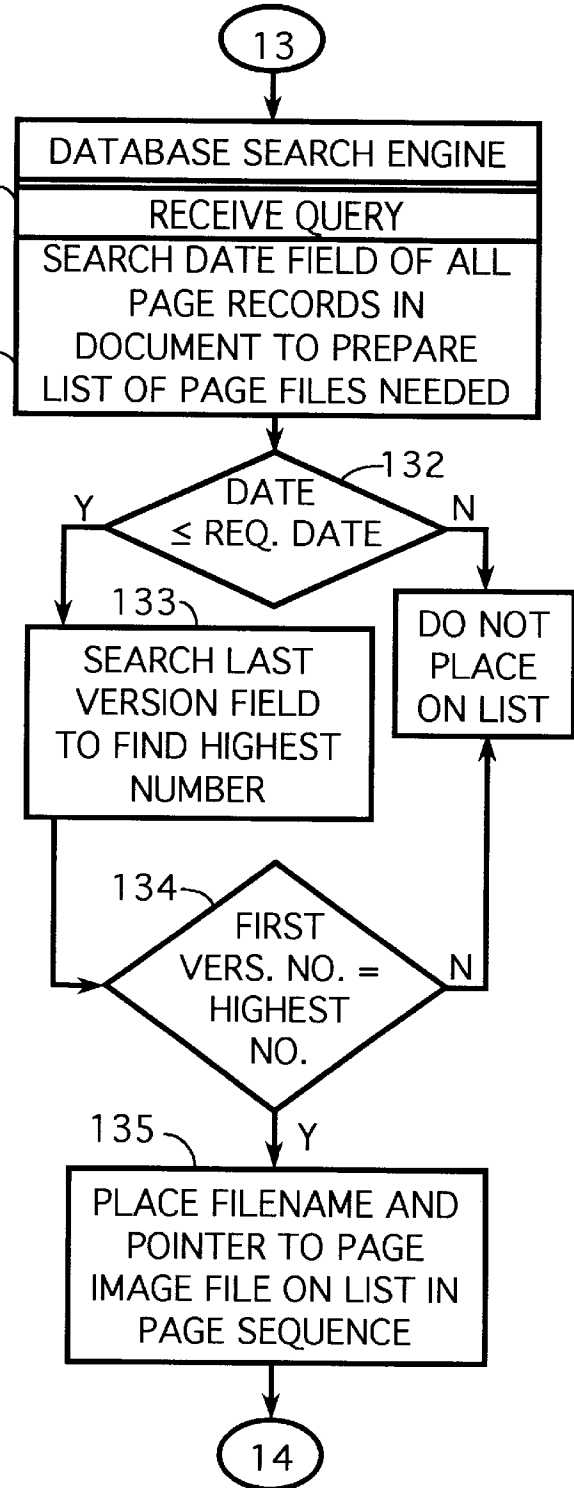 13
DATABASE SEARCH ENGINE
RECEIVE QUERY
SEARCH DATE FIELD OF ALL
PAGE RECORDS IN
DOCUMENT TO PREPARE
LIST OF PAGE FILES NEEDED
132
DATE
≤ REQ. DATE
Y
N
133
SEARCH LAST
VERSION FIELD
TO FIND HIGHEST
NUMBER
DO NOT
PLACE
ON LIST
134
FIRST
VERS. NO. =
HIGHEST
NO.
N
Y
135
PLACE FILENAME AND
POINTER TO PAGE
IMAGE FILE ON LIST IN
PAGE SEQUENCE
14